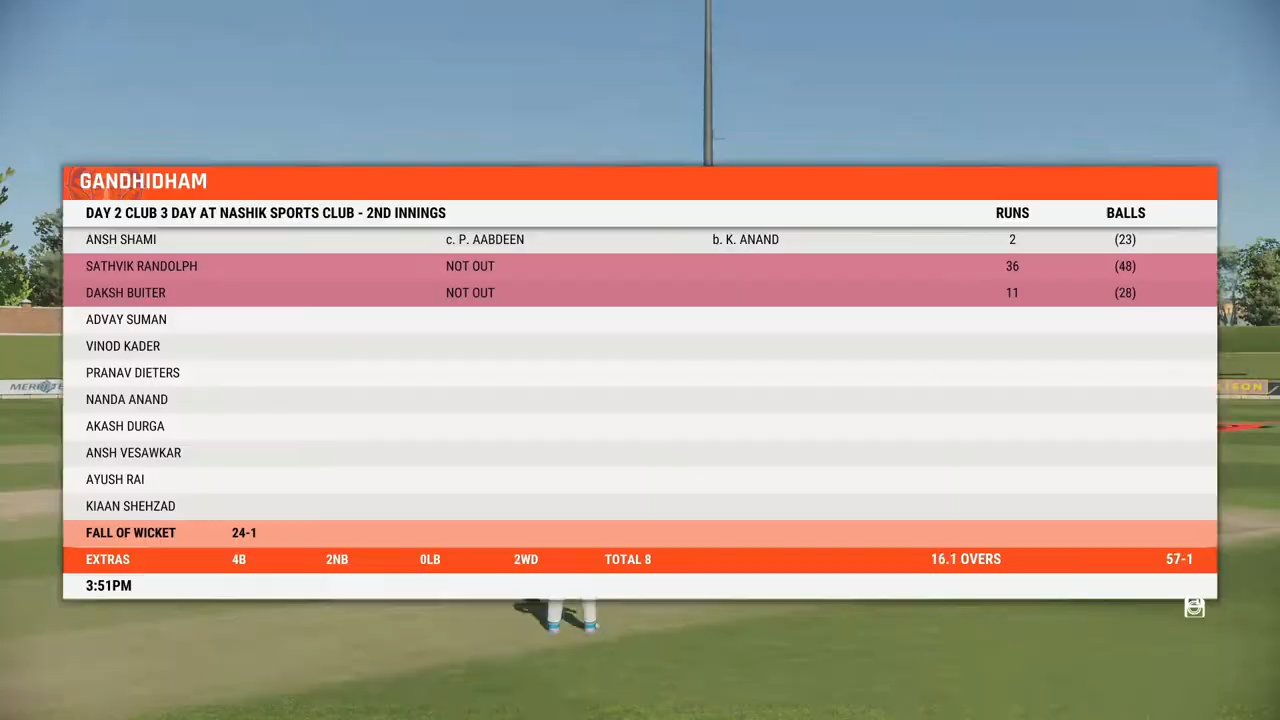 GANDHIDHAM
DAY 2 CLUB 3 DAY AT NASHIK SPORTS CLUB - 2ND INNINGS RUNS BALLS
ANSH SHAMI c. P. AABDEEN b. K. ANAND 2 (23)
SATHVIK RANDOLPH NOT OUT 36 (48)
DAKSH BUITER NOT OUT 11 (28)
ADVAY SUMAN
VINOD KADER
PRANAV DIETERS
NANDA ANAND
AKASH DURGA
ANSH VESAWKAR
AYUSH RAI
KIAAN SHEHZAD
FALL OF WICKET 24-1
EXTRAS 4B 2NB 0LB 2WD TOTAL 8 16.1 OVERS 57-1
3:51PM